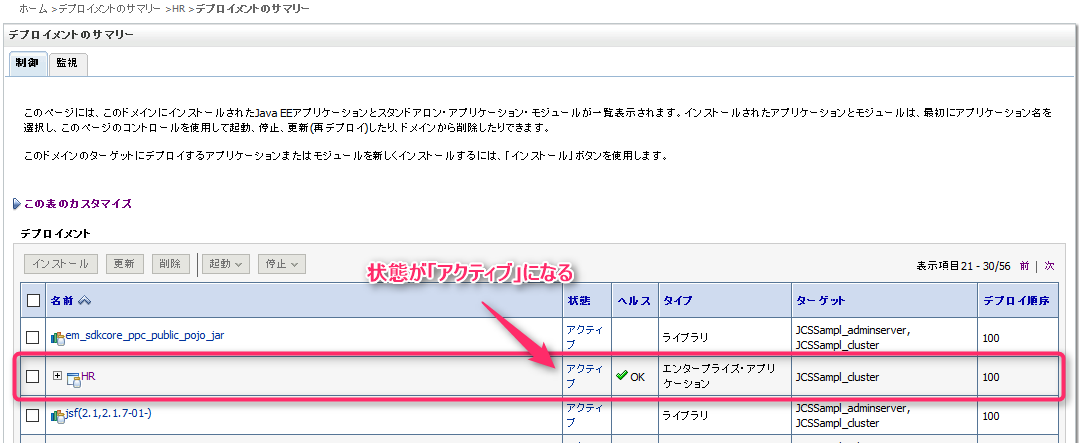 ホーム >デプロイメントのサマリー >HR >デプロイメントのサマリー
デプロイメントのサマリー
制御 監視
このページには、このドメインにインストールされたJava EEアプリケーションとスタンドアロン・アプリケーション・モジュールが一覧表示されます。インストールされたアプリケーションとモジュールは、最初にアプリケーション名を
選択し、このページのコントロールを使用して起動、停止、更新(再デプロイ)したり、ドメインから削除したりできます。
このドメインのターゲットにデプロイするアプリケーションまたはモジュールを新しくインストールするには、「インストール」ボタンを使用します。
この表のカスタマイズ
デプロイメント
インストール 更新 削除 起動 停止 表示項目21 - 30/56 前 | 次
状態が「アクティブ」になる
名前 状態 ヘルス タイプ ターゲット デプロイ順序
em_sdkcore_ppc_public_pojo_jar アクティ
ブ ライブラリ JCSSampl_adminserver,
JCSSampl_cluster 100
HR アクティ
ブ OK エンタープライズ・アプリ
ケーション JCSSampl_cluster 100
jsf(2.1,2.1.7-01-) アクティ
ブ ライブラリ JCSSampl_adminserver,
JCSSampl_cluster 100